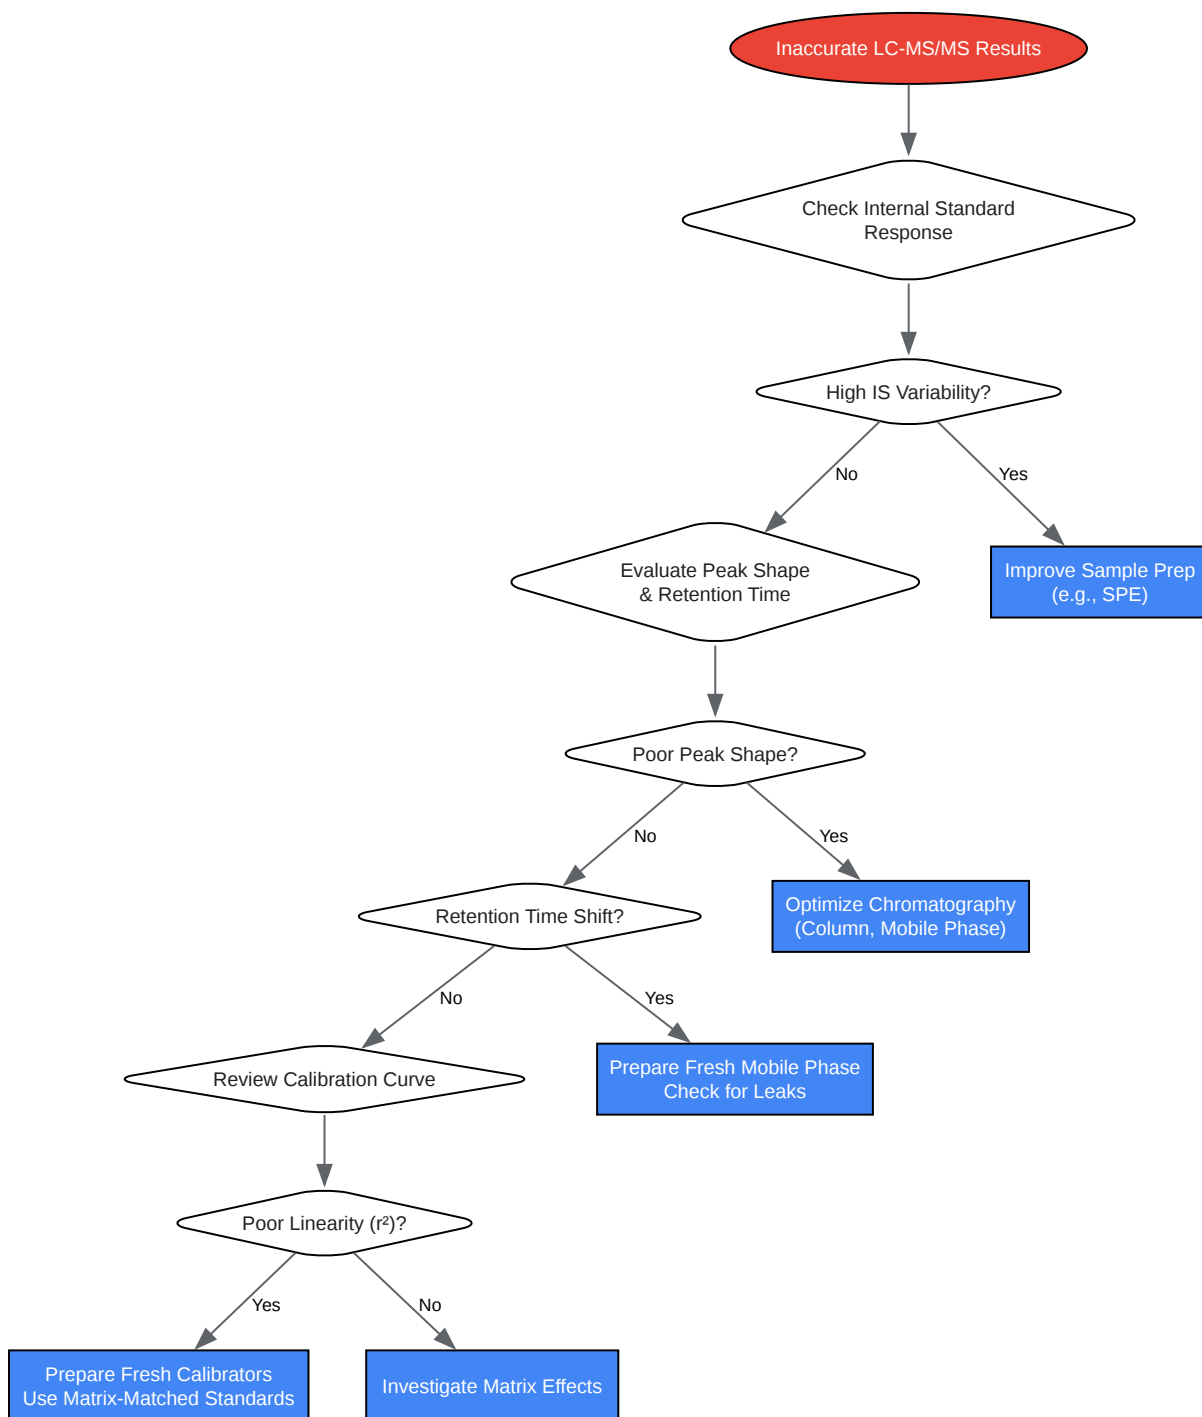 Inaccurate LC-MS/MS Results
Check Internal Standard
Response
High IS Variability?
No
Yes
Evaluate Peak Shape
& Retention Time
Improve Sample Prep
(e.g., SPE)
Poor Peak Shape?
No
Yes
Retention Time Shift?
Optimize Chromatography
(Column, Mobile Phase)
No
Yes
Review Calibration Curve
Prepare Fresh Mobile Phase
Check for Leaks
Poor Linearity (r²)?
Yes
No
Prepare Fresh Calibrators
Use Matrix-Matched Standards
Investigate Matrix Effects